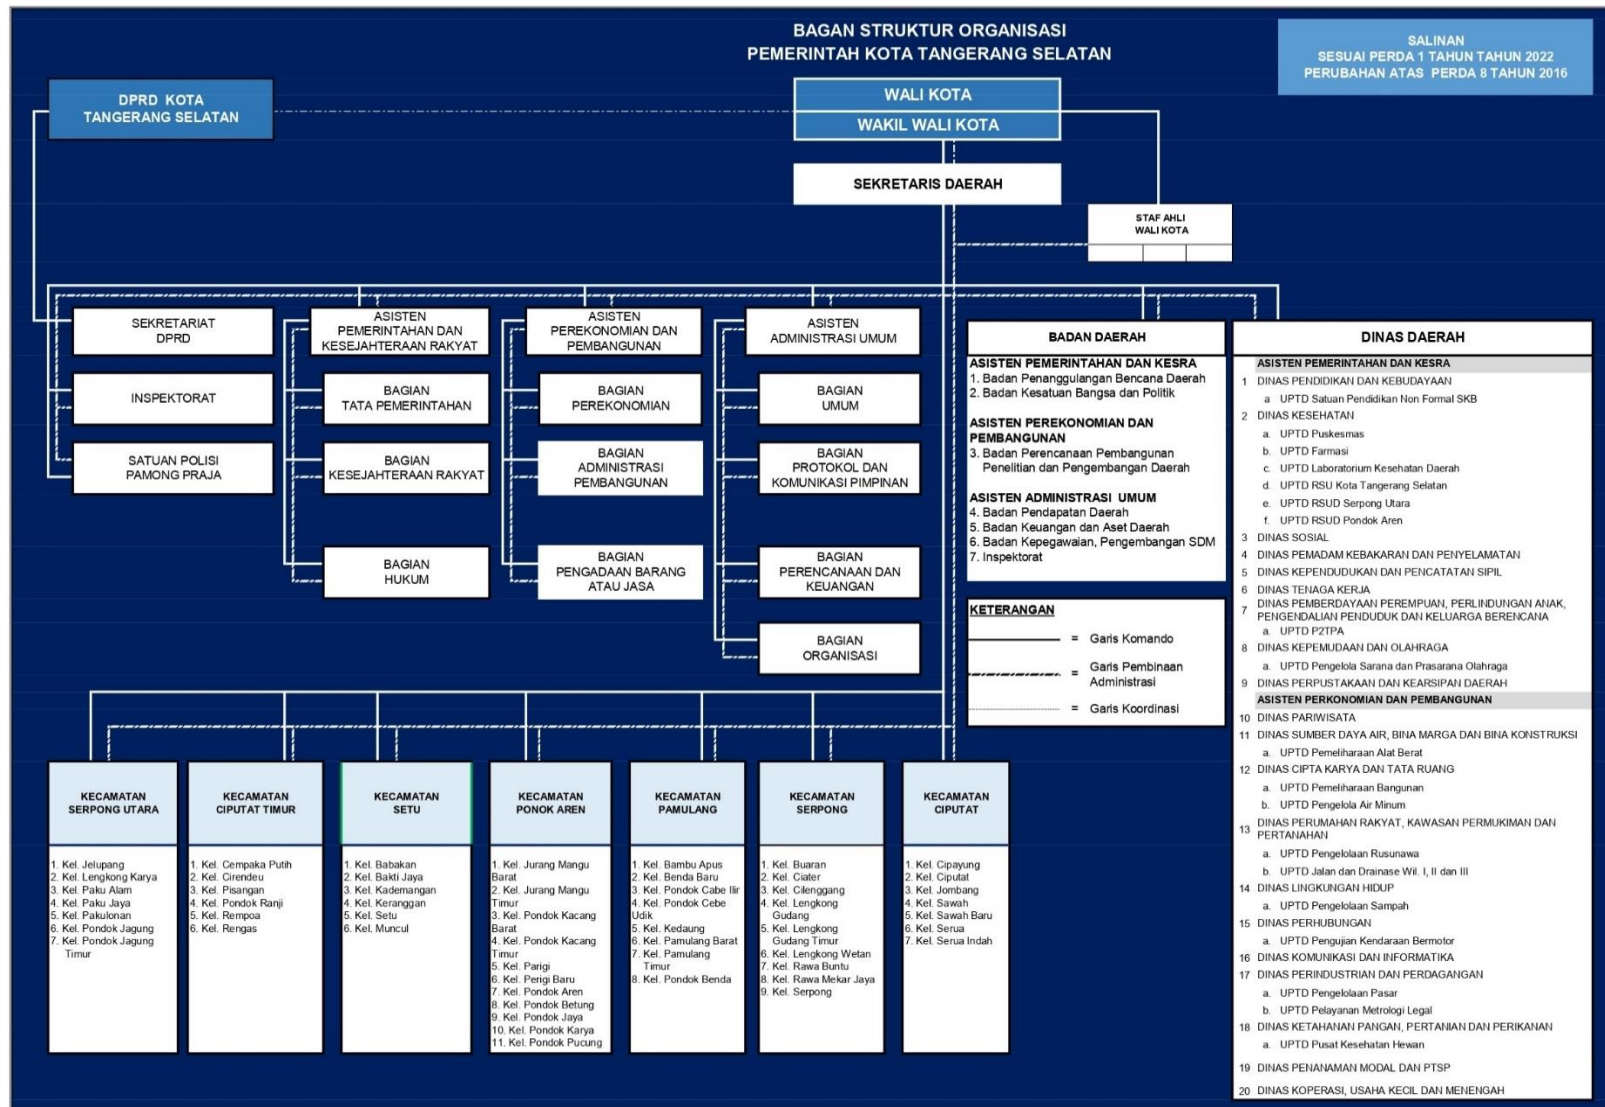 BAGAN STRUKTUR ORGANISASI
PEMERINTAH KOTA TANGERANG SELATAN
SALINAN
SESUAI PERDA 1 TAHUN TAHUN 2022
PERUBAHAN ATAS PERDA 8 TAHUN 2016
DPRD KOTA
TANGERANG SELATAN
WALI KOTA
WAKIL WALI KOTA
SEKRETARIS DAERAH
STAF AHLI
WALI KOTA
SEKRETARIAT
DPRD
INSPEKTORAT
SATUAN POLISI
PAMONG PRAJA
ASISTEN
PEMERINTAHAN DAN
KESEJAHTERAAN RAKYAT
BAGIAN
TATA PEMERINTAHAN
BAGIAN
KESEJAHTERAAN RAKYAT
BAGIAN
HUKUM
ASISTEN
PEREKONOMIAN DAN
PEMBANGUNAN
BAGIAN
PEREKONOMIAN
BAGIAN
ADMINISTRASI
PEMBANGUNAN
BAGIAN
PENGADAAN BARANG
ATAU JASA
ASISTEN
ADMINISTRASI UMUM
BAGIAN
UMUM
BAGIAN
PROTOKOL DAN
KOMUNIKASI PIMPINAN
BAGIAN
PERENCANAAN DAN
KEUANGAN
BAGIAN
ORGANISASI
BADAN DAERAH
ASISTEN PEMERINTAHAN DAN KESRA
1. Badan Penanggulangan Bencana Daerah
2. Badan Kesatuan Bangsa dan Politik
ASISTEN PEREKONOMIAN DAN
PEMBANGUNAN
3. Badan Perencanaan Pembangunan
Penelitian dan Pengembangan Daerah
ASISTEN ADMINISTRASI UMUM
4. Badan Pendapatan Daerah
5. Badan Keuangan dan Aset Daerah
6. Badan Kepegawaian, Pengembangan SDM
7. Inspektorat
KETERANGAN
= Garis Komando
= Garis Pembinaan
Administrasi
= Garis Koordinasi
DINAS DAERAH
ASISTEN PEMERINTAHAN DAN KESRA
1 DINAS PENDIDIKAN DAN KEBUDAYAAN
a UPTD Satuan Pendidikan Non Formal SKB
2 DINAS KESEHATAN
a. UPTD Puskesmas
b. UPTD Farmasi
c. UPTD Laboratorium Kesehatan Daerah
d. UPTD RSU Kota Tangerang Selatan
e. UPTD RSUD Serpong Utara
f. UPTD RSUD Pondok Aren
3 DINAS SOSIAL
4 DINAS PEMADAM KEBAKARAN DAN PENYELAMATAN
5 DINAS KEPENDUDUKAN DAN PENCATATAN SIPIL
6 DINAS TENAGA KERJA
7 DINAS PEMBERDAYAAN PEREMPUAN, PERLINDUNGAN ANAK,
PENGENDALIAN PENDUDUK DAN KELUARGA BERENCANA
a. UPTD P2TPA
8 DINAS KEPEMUDAAN DAN OLAHRAGA
a. UPTD Pengelola Sarana dan Prasarana Olahraga
9 DINAS PERPUSTAKAAN DAN KEARSIPAN DAERAH
ASISTEN PERKONOMIAN DAN PEMBANGUNAN
10 DINAS PARIWISATA
11 DINAS SUMBER DAYA AIR, BINA MARGA DAN BINA KONSTRUKSI
a. UPTD Pemeliharaan Alat Berat
12 DINAS CIPTA KARYA DAN TATA RUANG
a. UPTD Pemeliharaan Bangunan
b. UPTD Pengelola Air Minum
13 DINAS PERUMAHAN RAKYAT, KAWASAN PERMUKIMAN DAN
PERTANAHAN
a. UPTD Pengelolaan Rusunawa
b. UPTD Jalan dan Drainase Wil. I, II dan III
14 DINAS LINGKUNGAN HIDUP
a. UPTD Pengelolaan Sampah
15 DINAS PERHUBUNGAN
a. UPTD Pengujian Kendaraan Bermotor
16 DINAS KOMUNIKASI DAN INFORMATIKA
17 DINAS PERINDUSTRIAN DAN PERDAGANGAN
a. UPTD Pengelolaan Pasar
b. UPTD Pelayanan Metrologi Legal
18 DINAS KETAHANAN PANGAN, PERTANIAN DAN PERIKANAN
a. UPTD Pusat Kesehatan Hewan
19 DINAS PENANAMAN MODAL DAN PTSP
20 DINAS KOPERASI, USAHA KECIL DAN MENENGAH
KECAMATAN
SERPONG UTARA
1. Kel. Jelupang
2. Kel. Lengkong Karya
3. Kel. Paku Alam
4. Kel. Paku Jaya
5. Kel. Pakulonan
6. Kel. Pondok Jagung
7. Kel. Pondok Jagung
Timur
KECAMATAN
CIPUTAT TIMUR
1. Kel. Cempaka Putih
2. Kel. Cirendeu
3. Kel. Pisangan
4. Kel. Pondok Ranji
5. Kel. Rempoa
6. Kel. Rengas
KECAMATAN
SETU
1. Kel. Babakan
2. Kel. Bakti Jaya
3. Kel. Kademangan
4. Kel. Keranggan
5. Kel. Setu
6. Kel. Muncul
KECAMATAN
PONOK AREN
1. Kel. Jurang Mangu
Barat
2. Kel. Jurang Mangu
Timur
3. Kel. Pondok Kacang
Barat
4. Kel. Pondok Kacang
Timur
5. Kel. Parigi
6. Kel. Perigi Baru
7. Kel. Pondok Aren
8. Kel. Pondok Betung
9. Kel. Pondok Jaya
10. Kel. Pondok Karya
11. Kel. Pondok Pucung
KECAMATAN
PAMULANG
1. Kel. Bambu Apus
2. Kel. Benda Baru
3. Kel. Pondok Cabe Ilir
4. Kel. Pondok Cebe
Udik
5. Kel. Kedaung
6. Kel. Pamulang Barat
7. Kel. Pamulang
Timur
8. Kel. Pondok Benda
KECAMATAN
SERPONG
1. Kel. Buaran
2. Kel. Ciater
3. Kel. Cilenggang
4. Kel. Lengkong
Gudang
5. Kel. Lengkong
Gudang Timur
6. Kel. Lengkong Wetan
7. Kel. Rawa Buntu
8. Kel. Rawa Mekar Jaya
9. Kel. Serpong
KECAMATAN
CIPUTAT
1. Kel. Cipayung
2. Kel. Ciputat
3. Kel. Jombang
4. Kel. Sawah
5. Kel. Sawah Baru
6. Kel. Serua
7. Kel. Serua Indah